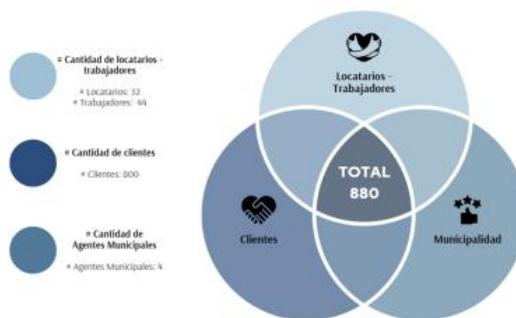 # Cantidad de locatarios -
trabajadores
# Locatarios: 32
# Trabajadores: 44
# Cantidad de clientes
# Clientes: 800
# Cantidad de
Agentes Municipales
# Agentes Municipales: 4
Locatarios -
Trabajadores
TOTAL
880
Clientes
Municipalidad